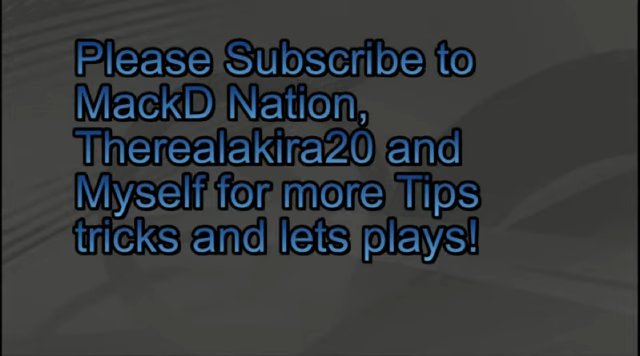 Please Subscribe to
MackD Nation,
Therealakira20 and
Myself for more Tips
tricks and lets plays!